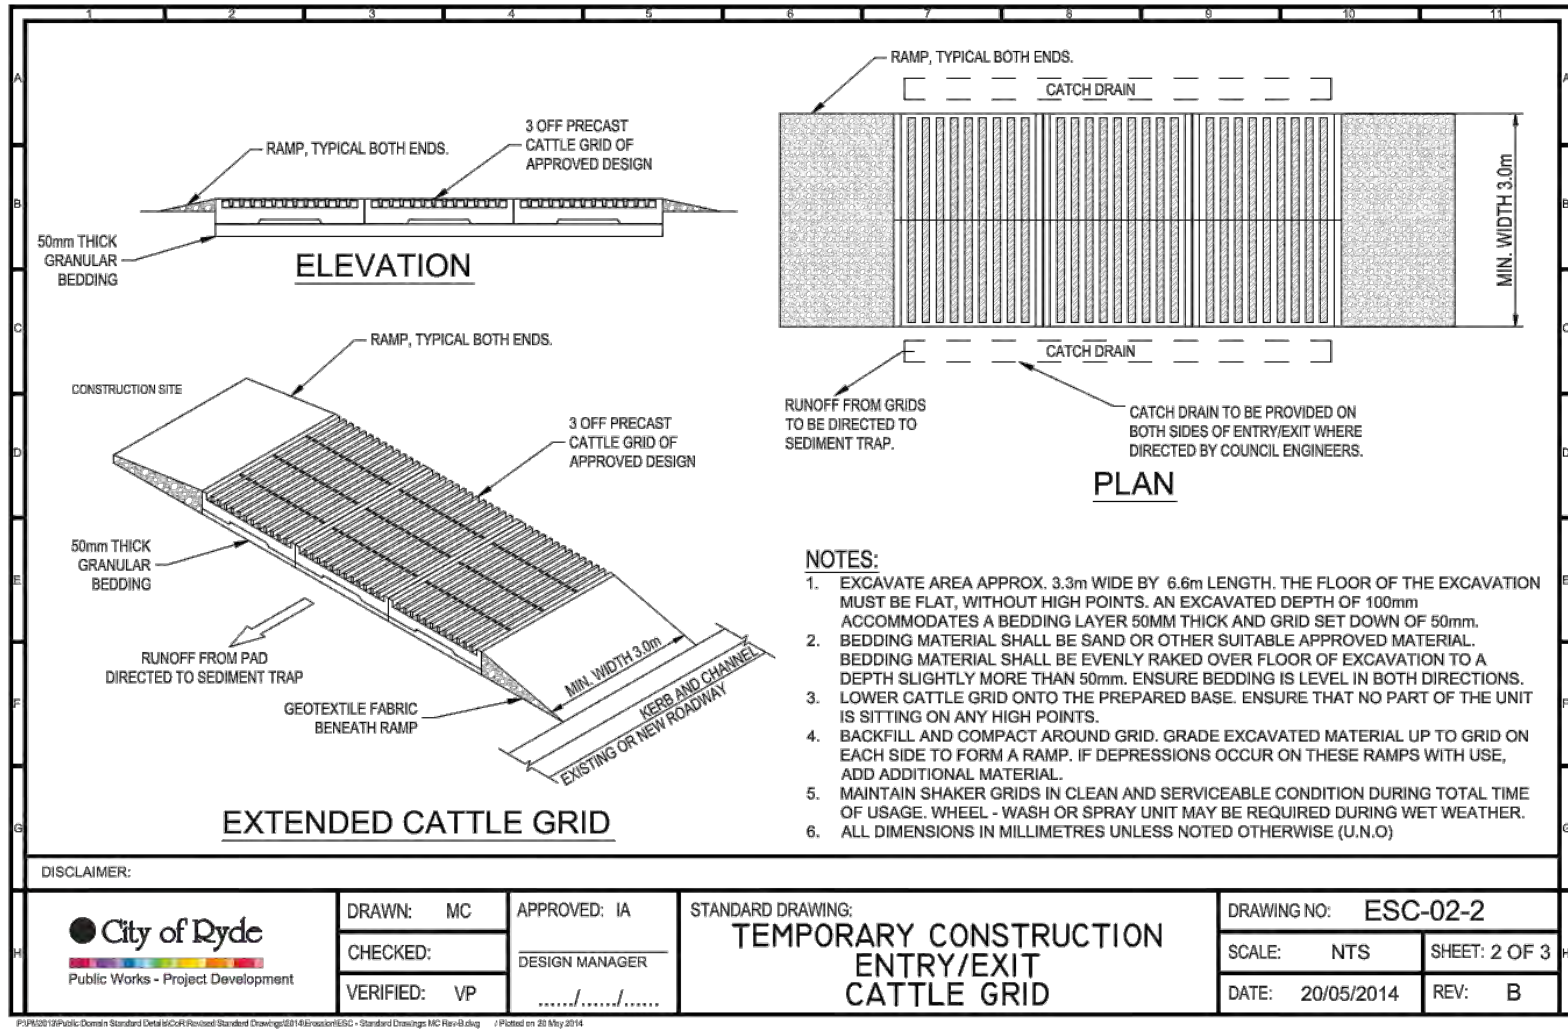 1 2 3 4 5 6 7 8 9 10 11
A
B
C
D
E
F
G
H
RAMP, TYPICAL BOTH ENDS.
3 OFF PRECAST
CATTLE GRID OF
APPROVED DESIGN
50mm THICK
GRANULAR
BEDDING
ELEVATION
RAMP, TYPICAL BOTH ENDS.
CATCH DRAIN
MIN. WIDTH 3.0m
CATCH DRAIN
RUNOFF FROM GRIDS
TO BE DIRECTED TO
SEDIMENT TRAP.
CATCH DRAIN TO BE PROVIDED ON
BOTH SIDES OF ENTRY/EXIT WHERE
DIRECTED BY COUNCIL ENGINEERS.
PLAN
RAMP, TYPICAL BOTH ENDS.
CONSTRUCTION SITE
3 OFF PRECAST
CATTLE GRID OF
APPROVED DESIGN
50mm THICK
GRANULAR
BEDDING
RUNOFF FROM PAD
DIRECTED TO SEDIMENT TRAP
GEOTEXTILE FABRIC
BENEATH RAMP
MIN. WIDTH 3.0m
KERB AND CHANNEL
EXISTING OR NEW ROADWAY
EXTENDED CATTLE GRID
NOTES:
1. EXCAVATE AREA APPROX. 3.3m WIDE BY 6.6m LENGTH. THE FLOOR OF THE EXCAVATION
MUST BE FLAT, WITHOUT HIGH POINTS. AN EXCAVATED DEPTH OF 100mm
ACCOMMODATES A BEDDING LAYER 50MM THICK AND GRID SET DOWN OF 50mm.
2. BEDDING MATERIAL SHALL BE SAND OR OTHER SUITABLE APPROVED MATERIAL.
BEDDING MATERIAL SHALL BE EVENLY RAKED OVER FLOOR OF EXCAVATION TO A
DEPTH SLIGHTLY MORE THAN 50mm. ENSURE BEDDING IS LEVEL IN BOTH DIRECTIONS.
3. LOWER CATTLE GRID ONTO THE PREPARED BASE. ENSURE THAT NO PART OF THE UNIT
IS SITTING ON ANY HIGH POINTS.
4. BACKFILL AND COMPACT AROUND GRID. GRADE EXCAVATED MATERIAL UP TO GRID ON
EACH SIDE TO FORM A RAMP. IF DEPRESSIONS OCCUR ON THESE RAMPS WITH USE,
ADD ADDITIONAL MATERIAL.
5. MAINTAIN SHAKER GRIDS IN CLEAN AND SERVICEABLE CONDITION DURING TOTAL TIME
OF USAGE. WHEEL - WASH OR SPRAY UNIT MAY BE REQUIRED DURING WET WEATHER.
6. ALL DIMENSIONS IN MILLIMETRES UNLESS NOTED OTHERWISE (U.N.O)
DISCLAIMER:
City of Ryde
Public Works - Project Development
DRAWN: MC
CHECKED:
VERIFIED: VP
APPROVED: IA
DESIGN MANAGER
....../....../......
STANDARD DRAWING:
TEMPORARY CONSTRUCTION
ENTRY/EXIT
CATTLE GRID
DRAWING NO: ESC-02-2
SCALE: NTS
SHEET: 2 OF 3
DATE: 20/05/2014
REV: B
Plotted on 20 May 2014